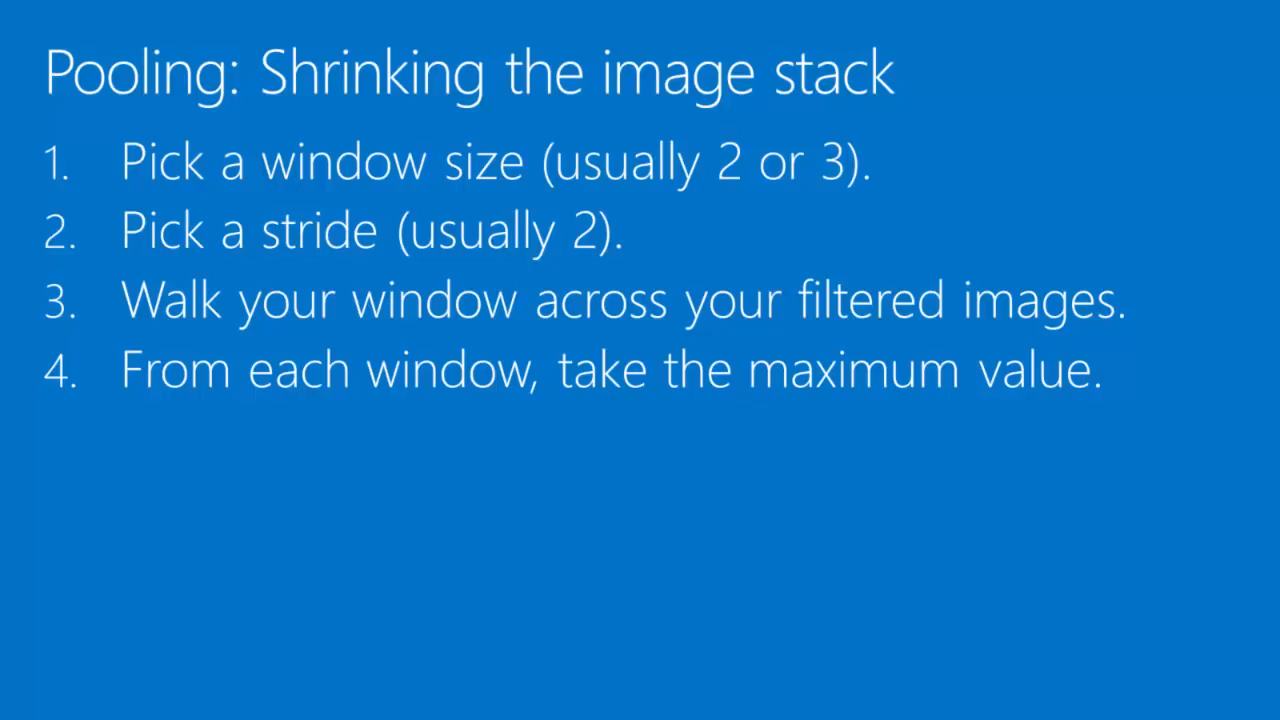 Pooling: Shrinking the image stack
1. Pick a window size (usually 2 or 3).
2. Pick a stride (usually 2).
3. Walk your window across your filtered images.
4. From each window, take the maximum value.